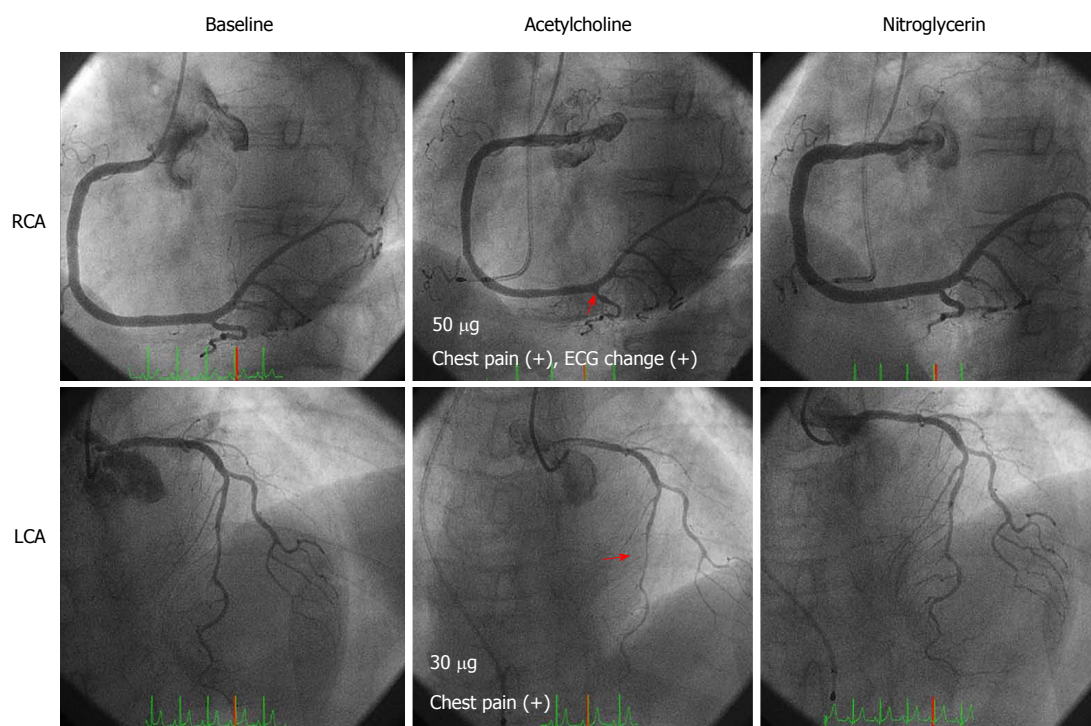 Baseline
Acetylcholine
Nitroglycerin
RCA
50 μg
Chest pain (+), ECG change (+)
LCA
30 μg
Chest pain (+)